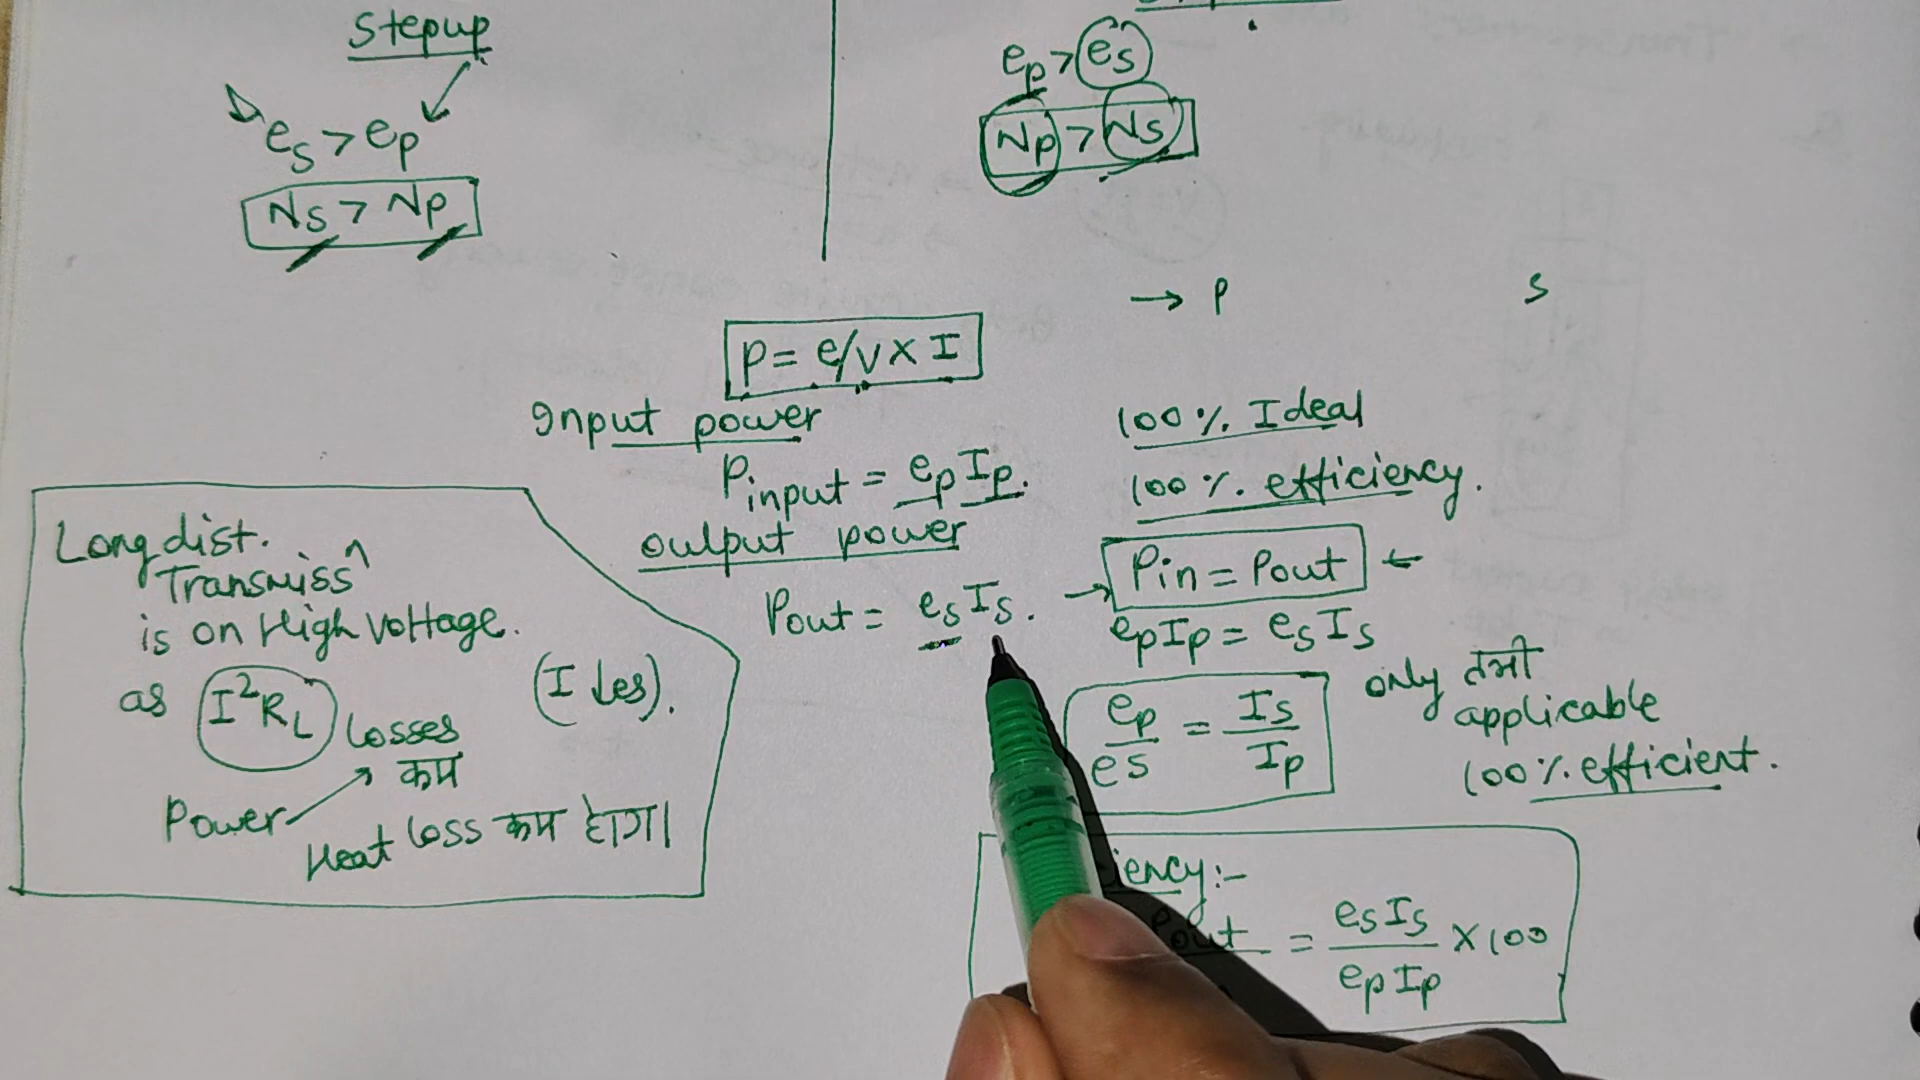 Stepup
es > ep
Ns > Np
ep > es
Np > Ns
→ P S
P = e/v x I
Input power
Pinput = ep Ip.
output power
Pout = es Is.
100 % Ideal
100 % efficiency.
Pin = Pout ←
ep Ip = es Is
ep/es = Is/Ip
only तभी
applicable
100 % efficient.
Long dist.
Transmiss^
is on High voltage.
as I²RL losses (I ↓es).
कम
Power
Heat loss कम होगा।
iency:-
Pout = es Is / ep Ip x 100